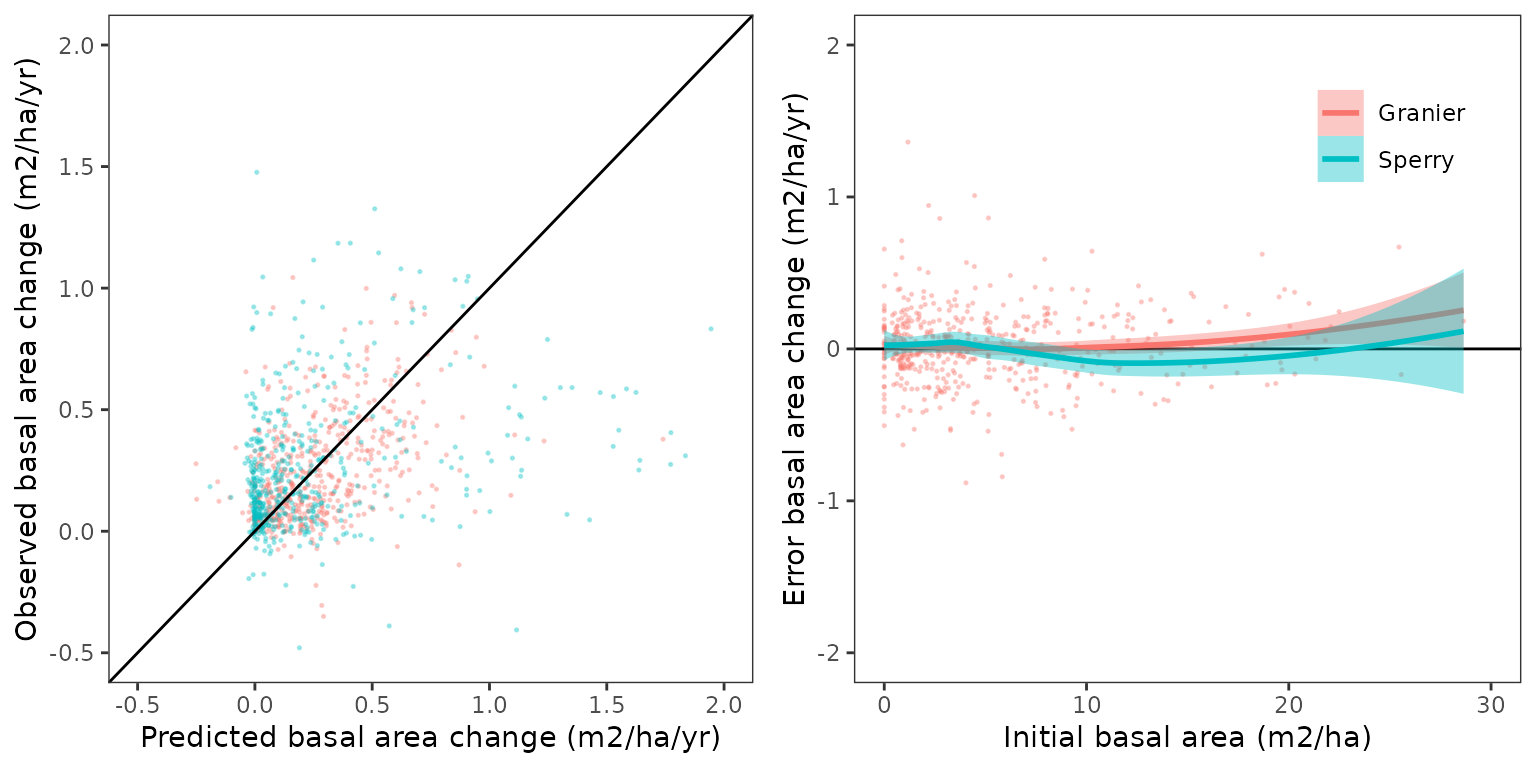 2.0
1.5
1.0
0.5
0.0
-0.5
Observed basal area change (m2/ha/yr)
-0.5 0.0 0.5 1.0 1.5 2.0
Predicted basal area change (m2/ha/yr)
2
1
0
-1
-2
Error basal area change (m2/ha/yr)
Granier
Sperry
0 10 20 30
Initial basal area (m2/ha)